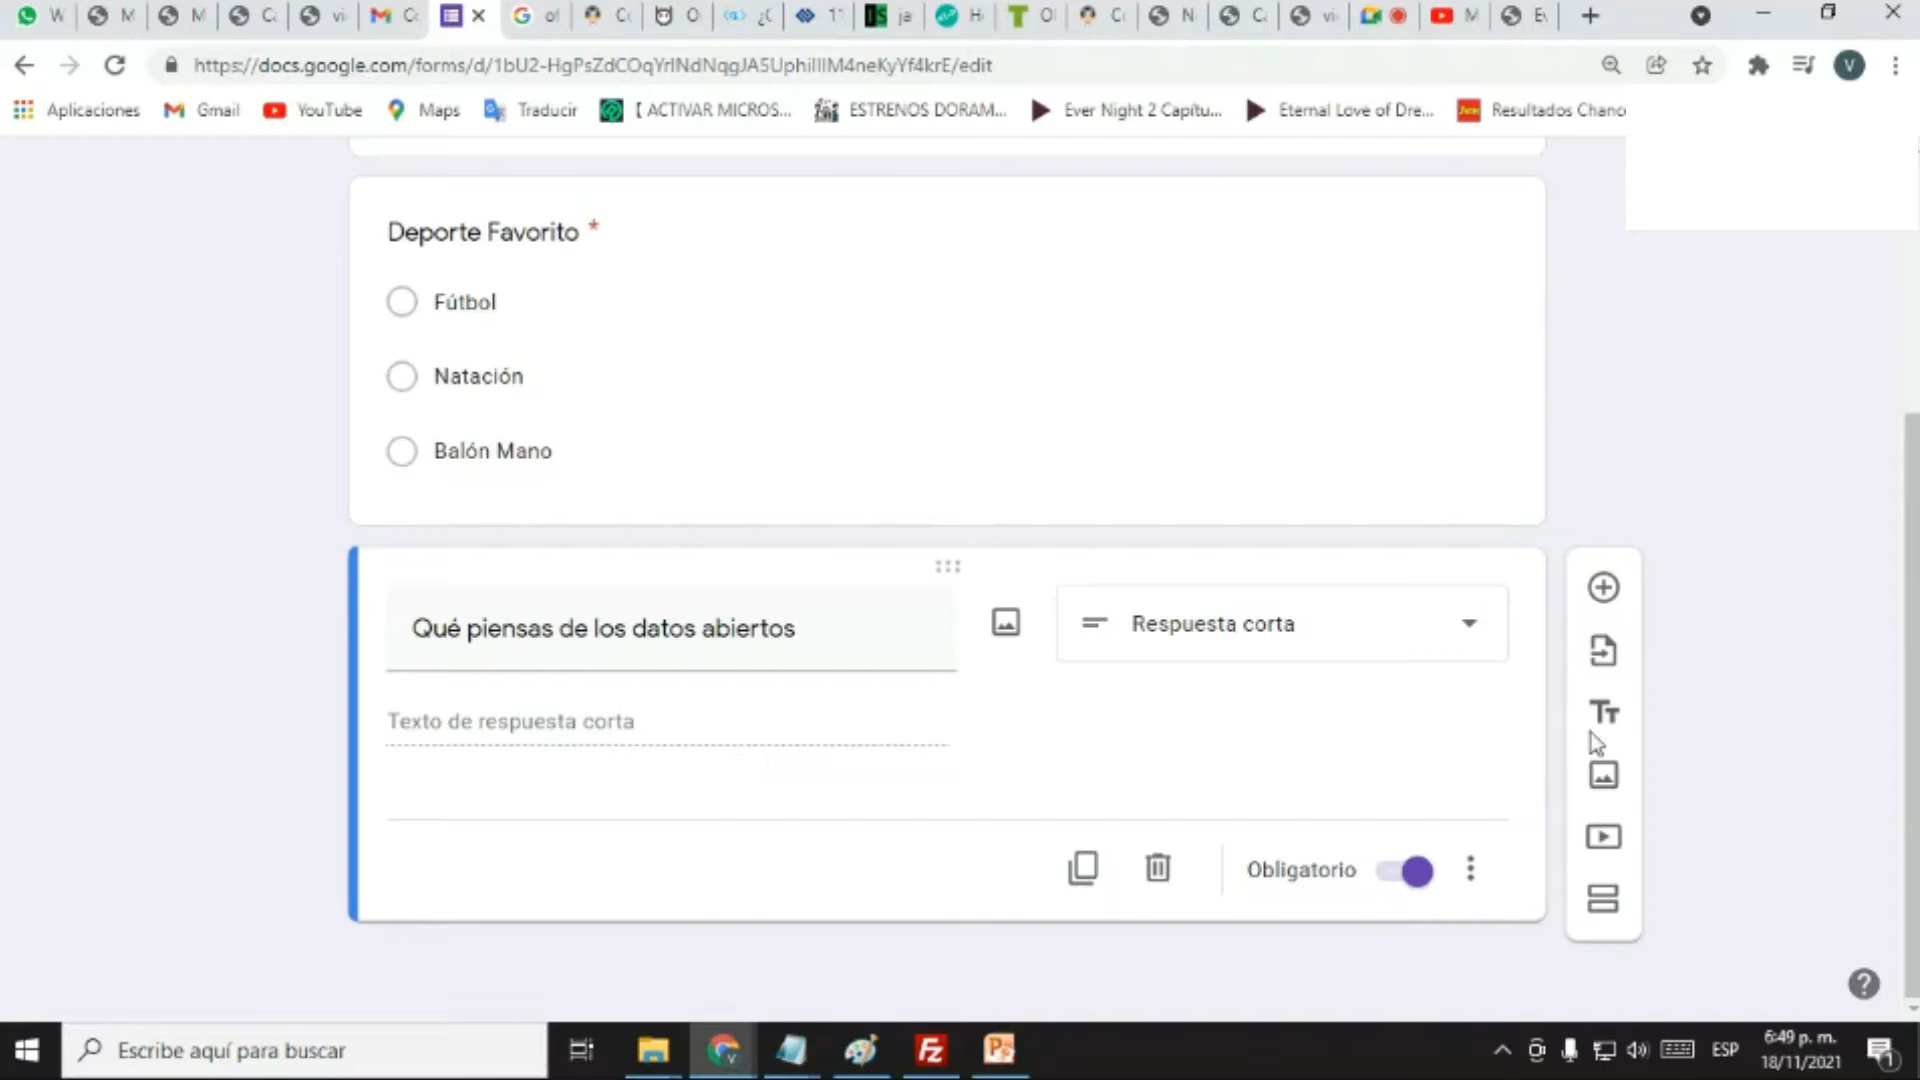 https://docs.google.com/forms/d/1bU2-HgPsZdCOqYrINdNqgJA5UphiIIIM4neKyYf4krE/edit
Aplicaciones Gmail YouTube Maps Traducir [ ACTIVAR MICROS... ESTRENOS DORAM... Ever Night 2 Capítu... Eternal Love of Dre... Resultados Chance
Deporte Favorito *
Fútbol
Natación
Balón Mano
Qué piensas de los datos abiertos
Respuesta corta
Texto de respuesta corta
Obligatorio
Escribe aquí para buscar
ESP
6:49 p. m.
18/11/2021